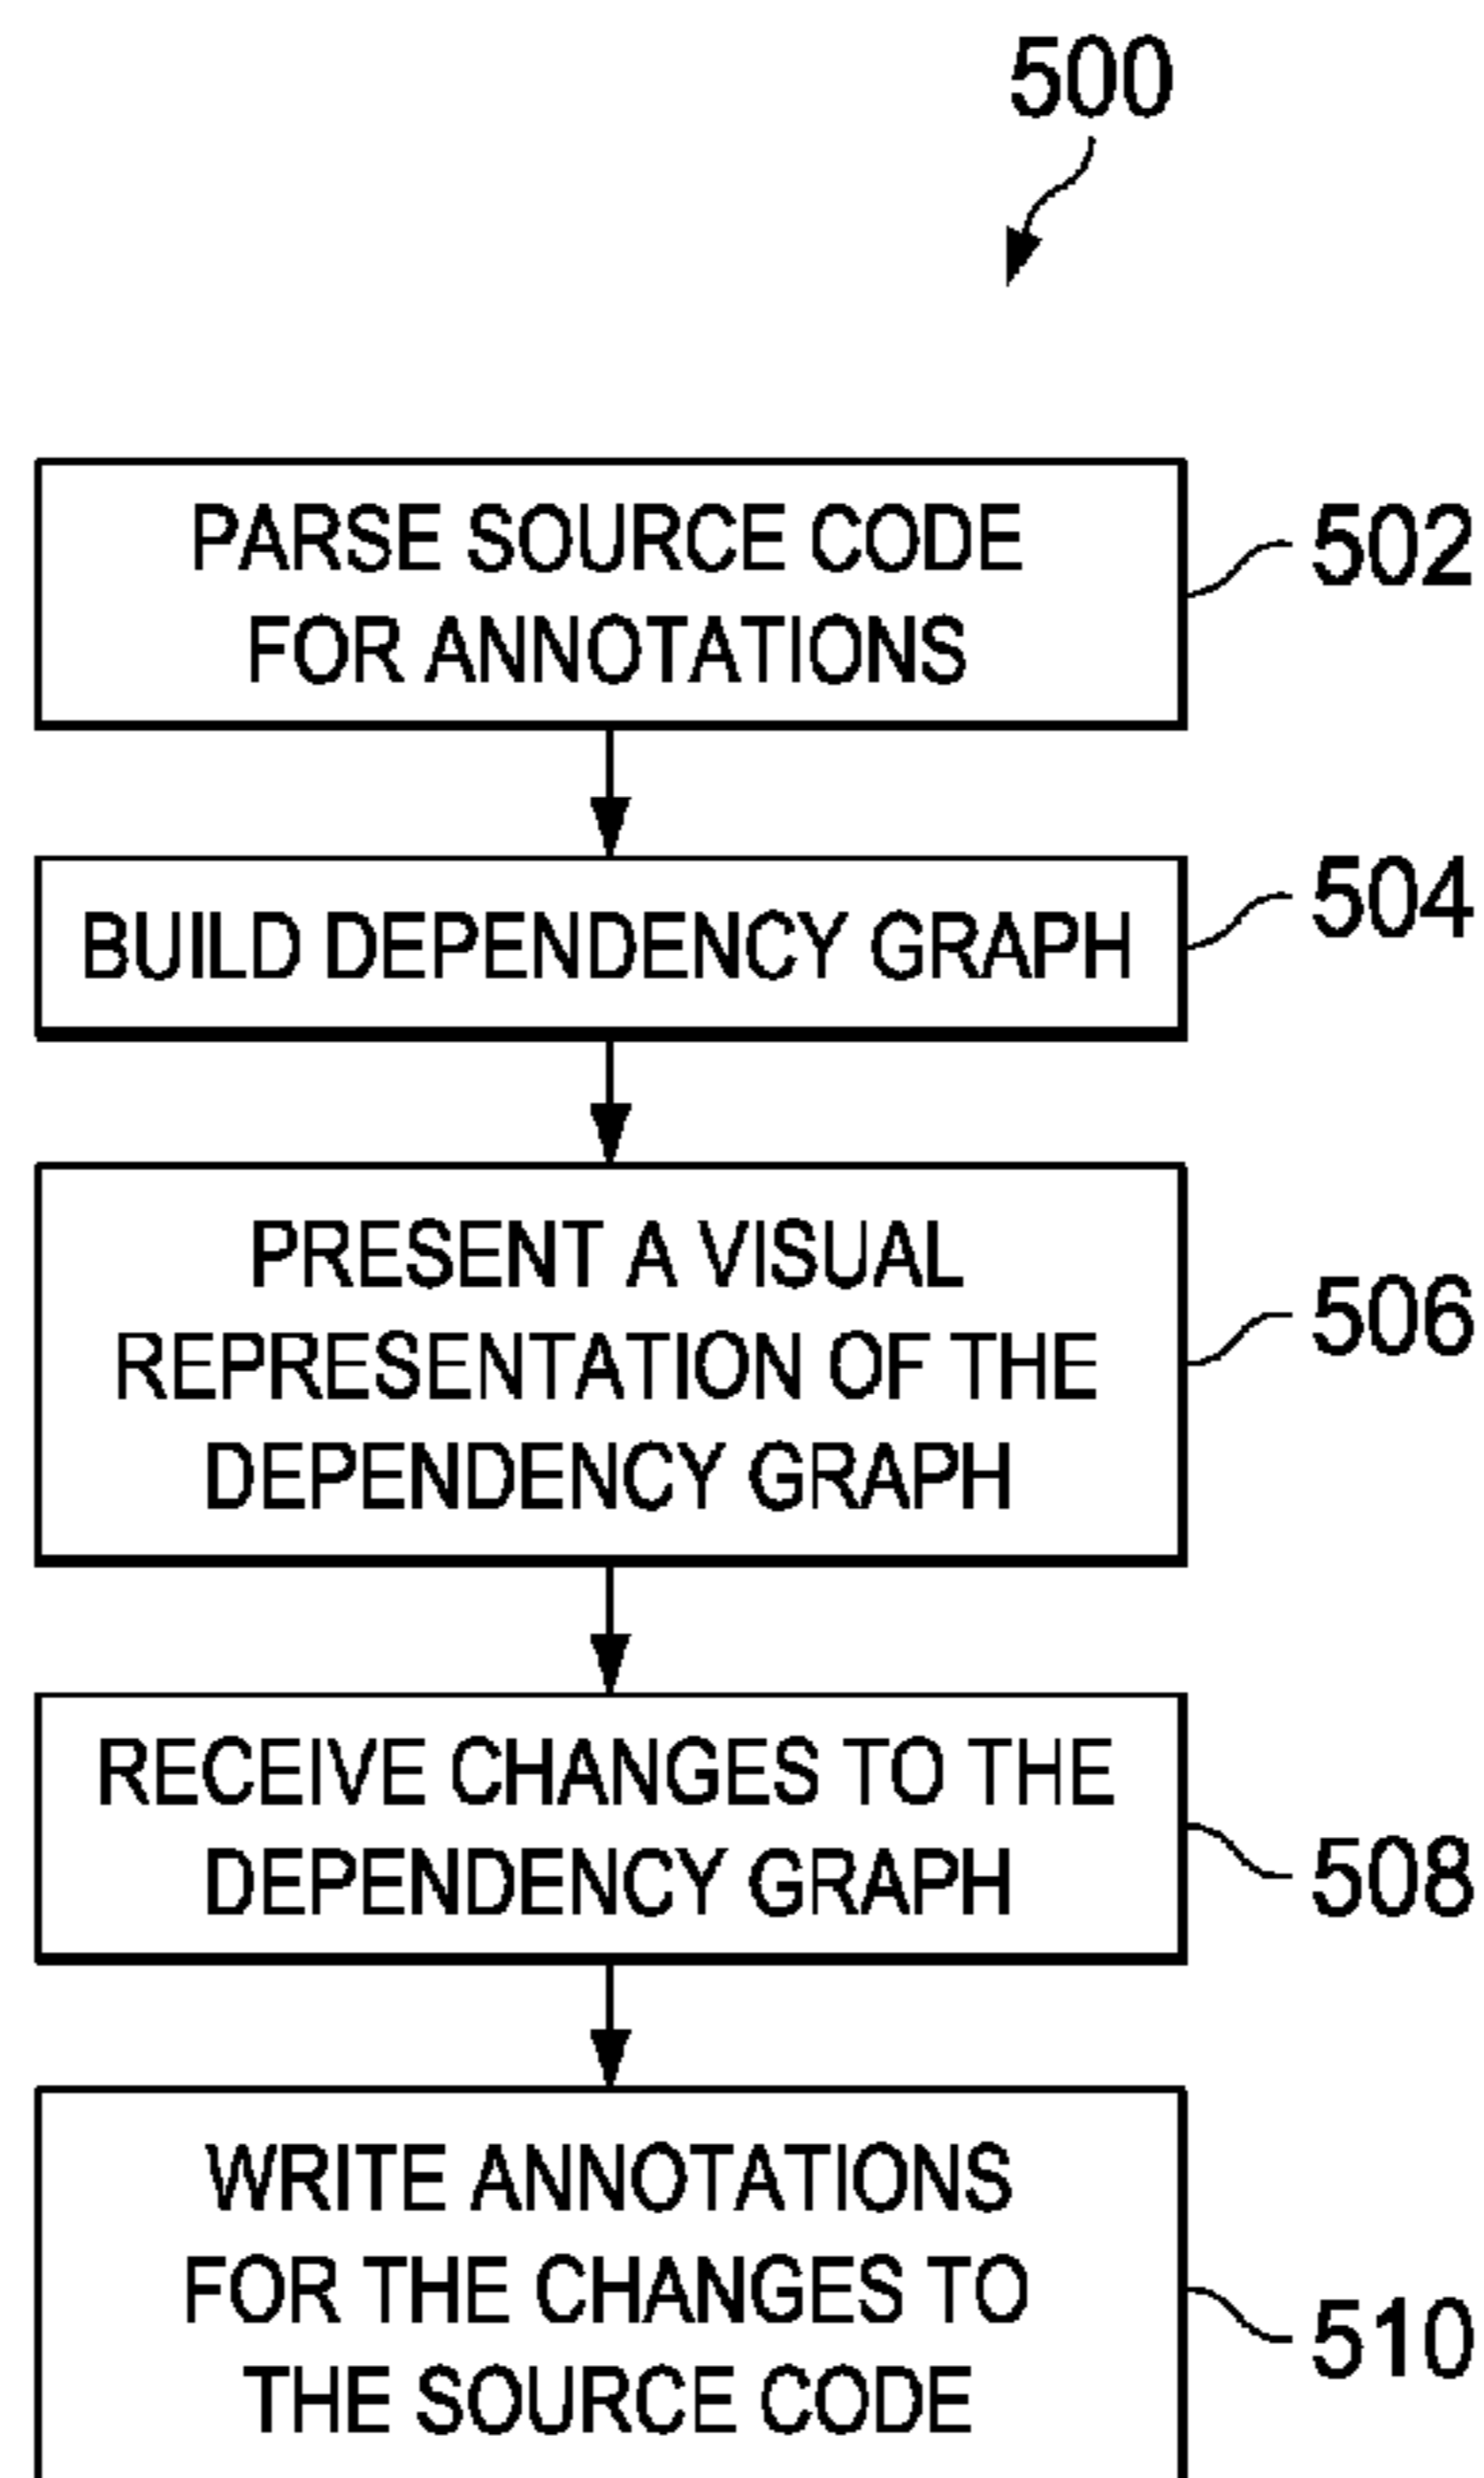 500
PARSE SOURCE CODE
FOR ANNOTATIONS
502
BUILD DEPENDENCY GRAPH
504
PRESENT A VISUAL
REPRESENTATION OF THE
DEPENDENCY GRAPH
506
RECEIVE CHANGES TO THE
DEPENDENCY GRAPH
508
WRITE ANNOTATIONS
FOR THE CHANGES TO
THE SOURCE CODE
510